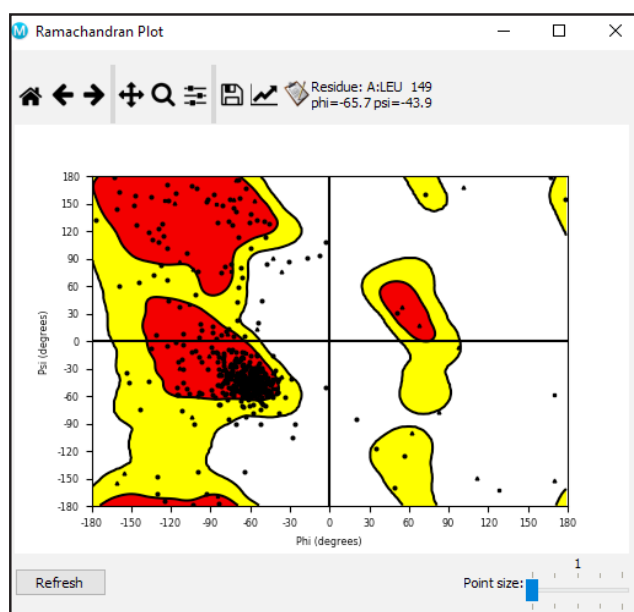 M Ramachandran Plot
Residue: A:LEU 149
phi=-65.7 psi=-43.9
180
150
120
90
60
30
0
-30
-60
-90
-120
-150
-180
Psi (degrees)
-180 -150 -120 -90 -60 -30 0 30 60 90 120 150 180
Phi (degrees)
Refresh
Point size:
1